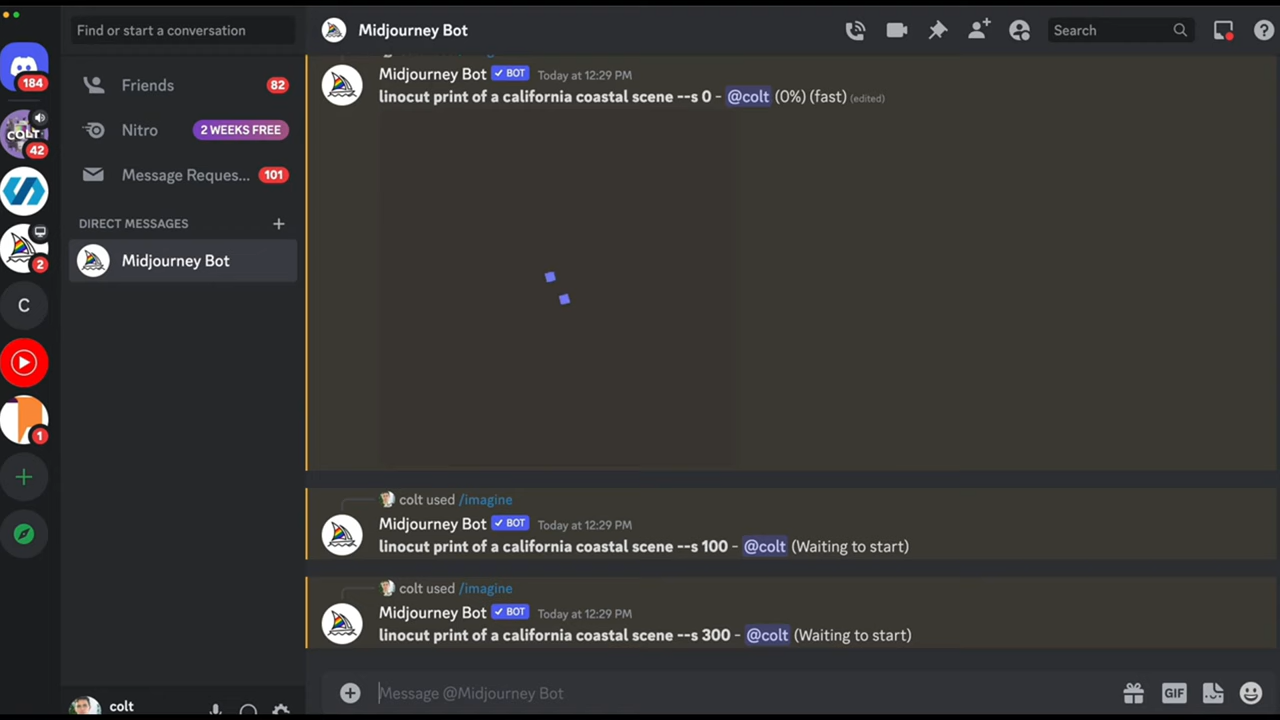 Find or start a conversation
Midjourney Bot
Search
184
Friends
82
COLT
42
Nitro
2 WEEKS FREE
Message Reques...
101
DIRECT MESSAGES
2
Midjourney Bot
C
1
Midjourney Bot BOT Today at 12:29 PM
linocut print of a california coastal scene --s 0 - @colt (0%) (fast) (edited)
colt used /imagine
Midjourney Bot BOT Today at 12:29 PM
linocut print of a california coastal scene --s 100 - @colt (Waiting to start)
colt used /imagine
Midjourney Bot BOT Today at 12:29 PM
linocut print of a california coastal scene --s 300 - @colt (Waiting to start)
Message @Midjourney Bot
GIF
colt